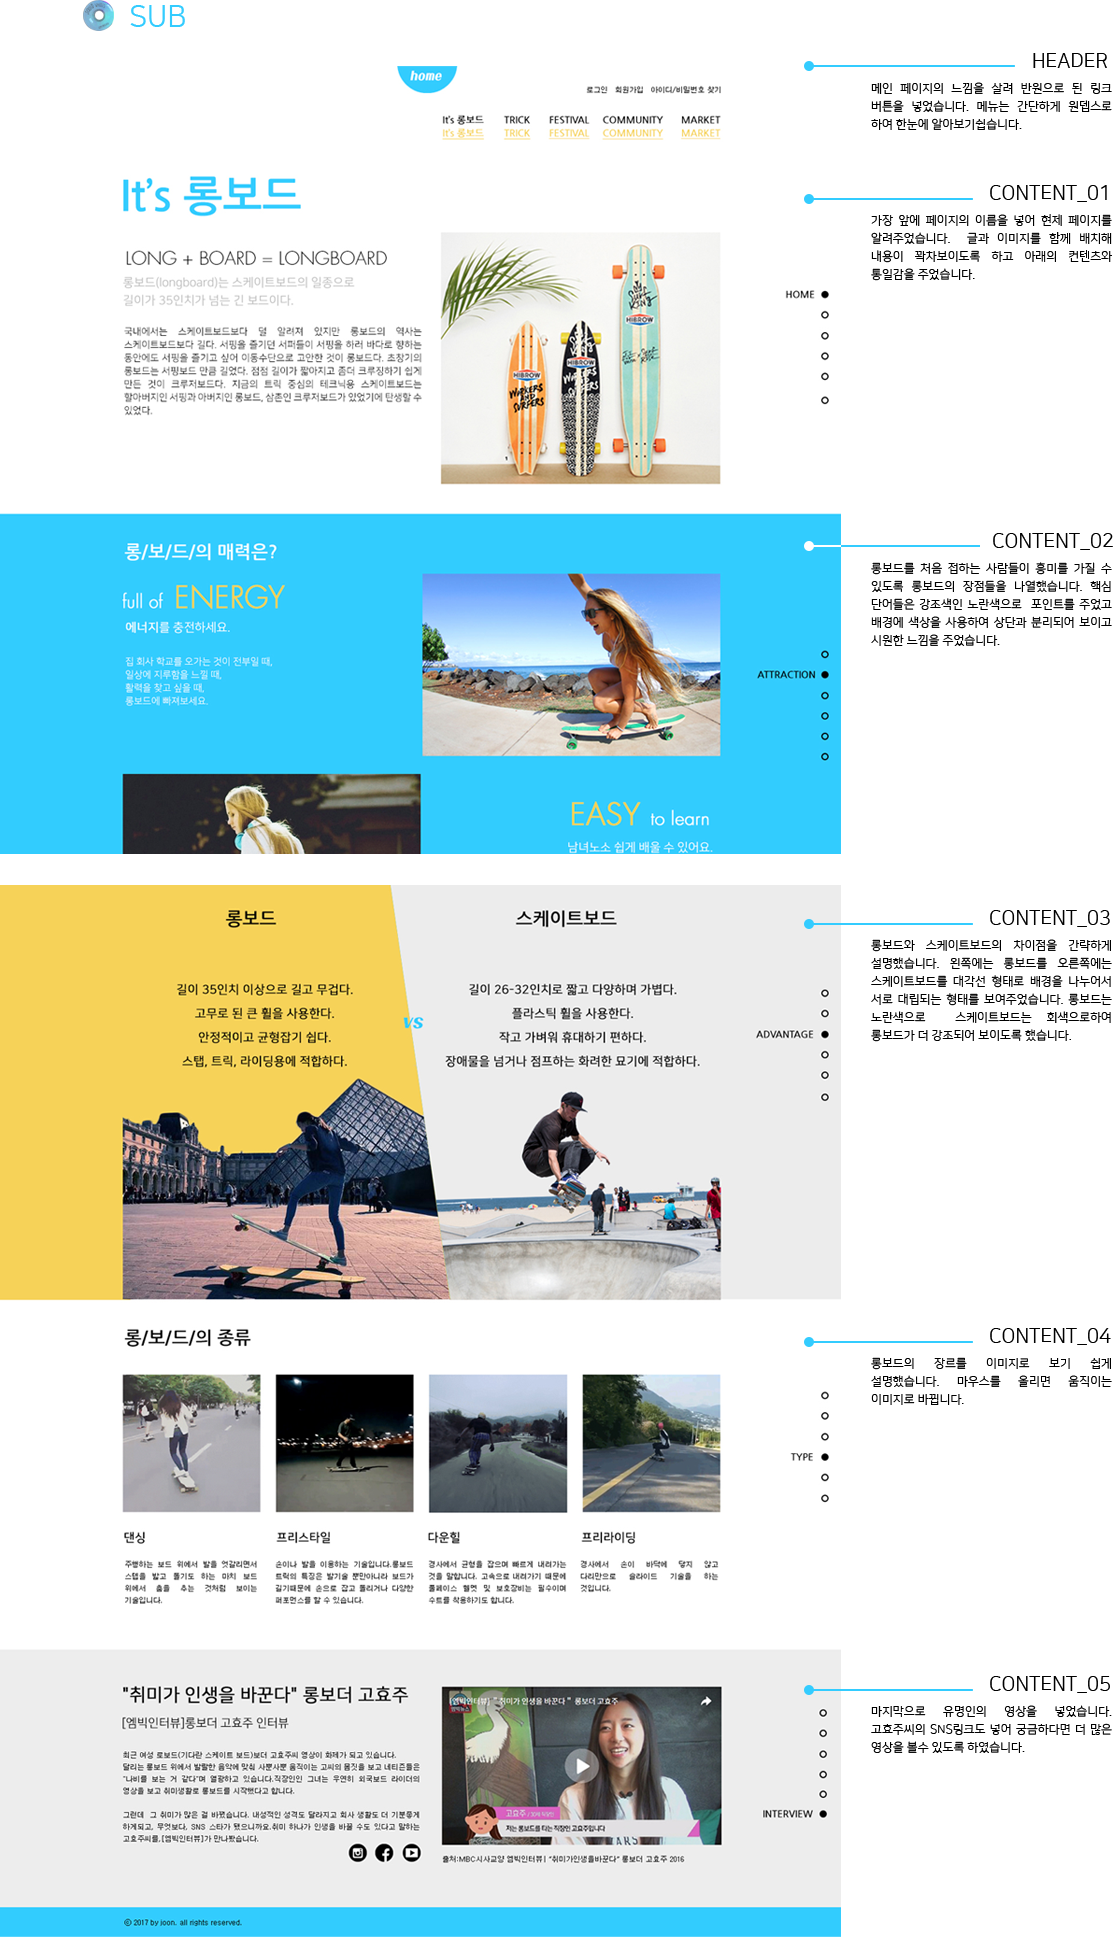 SUB
home
로그인 회원가입 아이디/비밀번호 찾기
It's 롱보드 TRICK FESTIVAL COMMUNITY MARKET
It's 롱보드 TRICK FESTIVAL COMMUNITY MARKET
HEADER
메인 페이지의 느낌을 살려 반원으로 된 링크
버튼을 넣었습니다. 메뉴는 간단하게 원뎁스로
하여 한눈에 알아보기쉽습니다.
It's 롱보드
LONG + BOARD = LONGBOARD
롱보드(longboard)는 스케이트보드의 일종으로
길이가 35인치가 넘는 긴 보드이다.
국내에서는 스케이트보드보다 덜 알려져 있지만 롱보드의 역사는
스케이트보드보다 길다. 서핑을 즐기던 서퍼들이 서핑을 하러 바다로 향하는
동안에도 서핑을 즐기고 싶어 이동수단으로 고안한 것이 롱보드다. 초창기의
롱보드는 서핑보드 만큼 길었다. 점점 길이가 짧아지고 좀더 크루징하기 쉽게
만든 것이 크루저보드다. 지금의 트릭 중심의 테크닉용 스케이트보드는
할아버지인 서핑과 아버지인 롱보드, 삼촌인 크루저보드가 있었기에 탄생할 수
있었다.
HIBROW
WORKERS
AND
SURFERS
HIBROW
WORKERS
AND
SURFERS
SURF
KING
HIBROW
HOME
CONTENT_01
가장 앞에 페이지의 이름을 넣어 현제 페이지를
알려주었습니다. 글과 이미지를 함께 배치해
내용이 꽉차보이도록 하고 아래의 컨텐츠와
통일감을 주었습니다.
롱/보/드/의 매력은?
full of ENERGY
에너지를 충전하세요.
집 회사 학교를 오가는 것이 전부일 때,
일상에 지루함을 느낄 때,
활력을 찾고 싶을 때,
롱보드에 빠져보세요.
ATTRACTION
EASY to learn
남녀노소 쉽게 배울 수 있어요.
CONTENT_02
롱보드를 처음 접하는 사람들이 흥미를 가질 수
있도록 롱보드의 장점들을 나열했습니다. 핵심
단어들은 강조색인 노란색으로 포인트를 주었고
배경에 색상을 사용하여 상단과 분리되어 보이고
시원한 느낌을 주었습니다.
롱보드
길이 35인치 이상으로 길고 무겁다.
고무로 된 큰 휠을 사용한다.
안정적이고 균형잡기 쉽다.
스탭, 트릭, 라이딩용에 적합하다.
vs
스케이트보드
길이 26-32인치로 짧고 다양하며 가볍다.
플라스틱 휠을 사용한다.
작고 가벼워 휴대하기 편하다.
장애물을 넘거나 점프하는 화려한 묘기에 적합하다.
ADVANTAGE
CONTENT_03
롱보드와 스케이트보드의 차이점을 간략하게
설명했습니다. 왼쪽에는 롱보드를 오른쪽에는
스케이트보드를 대각선 형태로 배경을 나누어서
서로 대립되는 형태를 보여주었습니다. 롱보드는
노란색으로 스케이트보드는 회색으로하여
롱보드가 더 강조되어 보이도록 했습니다.
롱/보/드/의 종류
댄싱
주행하는 보드 위에서 발을 엇갈리면서
스텝을 밟고 돌기도 하는 마치 보드
위에서 춤을 추는 것처럼 보이는
기술입니다.
프리스타일
손이나 발을 이용하는 기술입니다.롱보드
트릭의 특징은 발기술 뿐만아니라 보드가
길기때문에 손으로 잡고 돌리거나 다양한
퍼포먼스를 할 수 있습니다.
다운힐
경사에서 균형을 잡으며 빠르게 내려가는
것을 말합니다. 고속으로 내려가기 때문에
풀페이스 헬멧 및 보호장비는 필수이며
수트를 착용하기도 합니다.
프리라이딩
경사에서 손이 바닥에 닿지 않고
다리만으로 슬라이드 기술을 하는
것입니다.
TYPE
CONTENT_04
롱보드의 장르를 이미지로 보기 쉽게
설명했습니다. 마우스를 올리면 움직이는
이미지로 바뀝니다.
"취미가 인생을 바꾼다" 롱보더 고효주
[엠빅인터뷰]롱보더 고효주 인터뷰
최근 여성 로보드(기다란 스케이트 보드)보더 고효주씨 영상이 화제가 되고 있습니다.
달리는 롱보드 위에서 발랄한 음악에 맞춰 사뿐사뿐 움직이는 고씨의 몸짓을 보고 네티즌들은
"나비를 보는 거 같다"며 열광하고 있습니다.직장인인 그녀는 우연히 외국보드 라이더의
영상을 보고 취미생활로 롱보드를 시작했다고 합니다.
그런데 그 취미가 많은 걸 바꿨습니다. 내성적인 성격도 달라지고 회사 생활도 더 기분좋게
하게되고, 무엇보다, SNS 스타가 됐으니까요.취미 하나가 인생을 바꿀 수도 있다고 말하는
고효주씨를,[엠빅인터뷰]가 만나봤습니다.
[엠빅인터뷰] "취미가 인생을 바꾼다" 롱보더 고효주
엠빅뉴스
고효주
저는 롱보드를 타는 직장인 고효주입니다
출처:MBC시사교양 엠빅인터뷰| "취미가인생을바꾼다" 롱보더 고효주 2016
INTERVIEW
CONTENT_05
마지막으로 유명인의 영상을 넣었습니다.
고효주씨의 SNS링크도 넣어 궁금하다면 더 많은
영상을 볼수 있도록 하였습니다.
ⓒ 2017 by joon. all rights reserved.